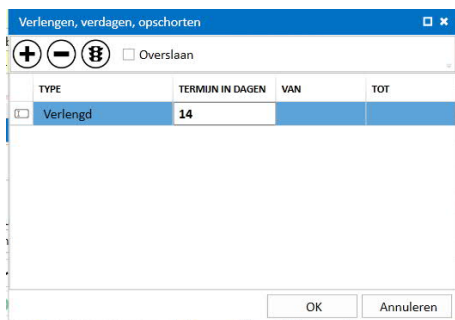 Verlengen, verdagen, opschorten
Overslaan
TYPE TERMIJN IN DAGEN VAN TOT
Verlengd 14
OK Annuleren